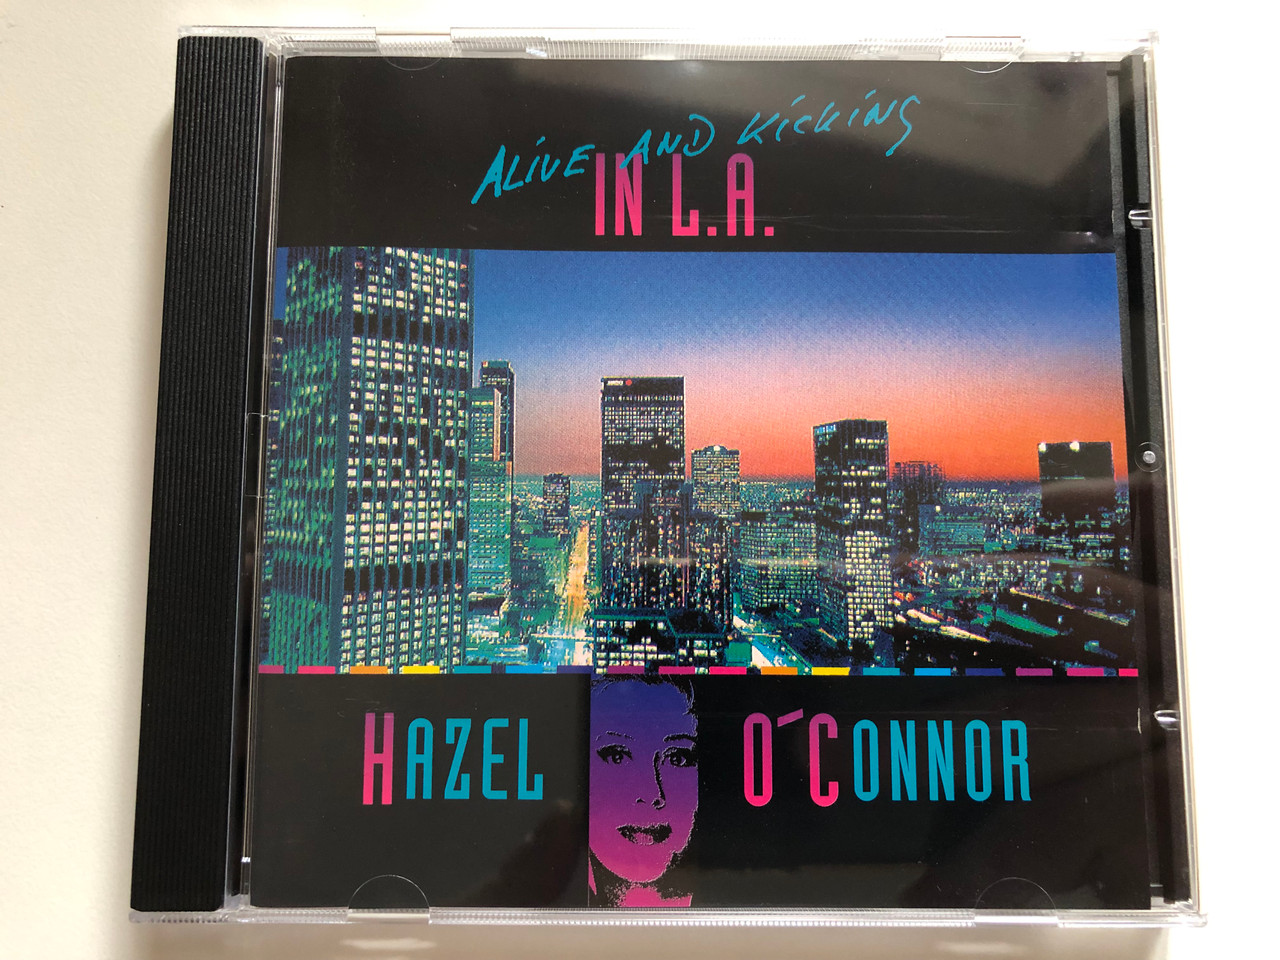 ALiVE AND KiCKiNG
IN L.A.
HAZEL O´CONNOR